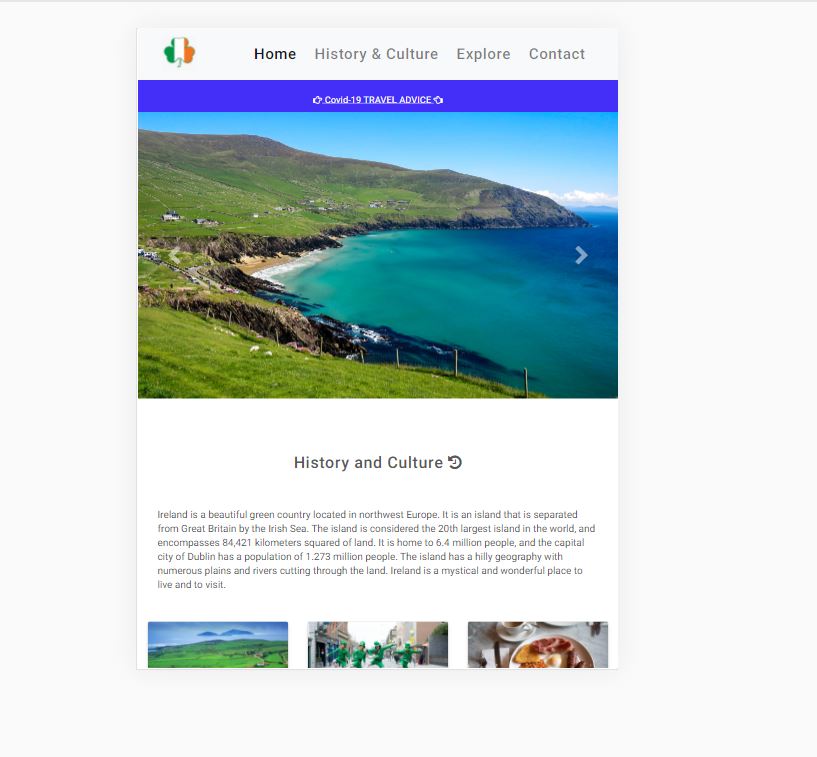 Home History & Culture Explore Contact
Covid-19 TRAVEL ADVICE
History and Culture
Ireland is a beautiful green country located in northwest Europe. It is an island that is separated
from Great Britain by the Irish Sea. The island is considered the 20th largest island in the world, and
encompasses 84,421 kilometers squared of land. It is home to 6.4 million people, and the capital
city of Dublin has a population of 1.273 million people. The island has a hilly geography with
numerous plains and rivers cutting through the land. Ireland is a mystical and wonderful place to
live and to visit.